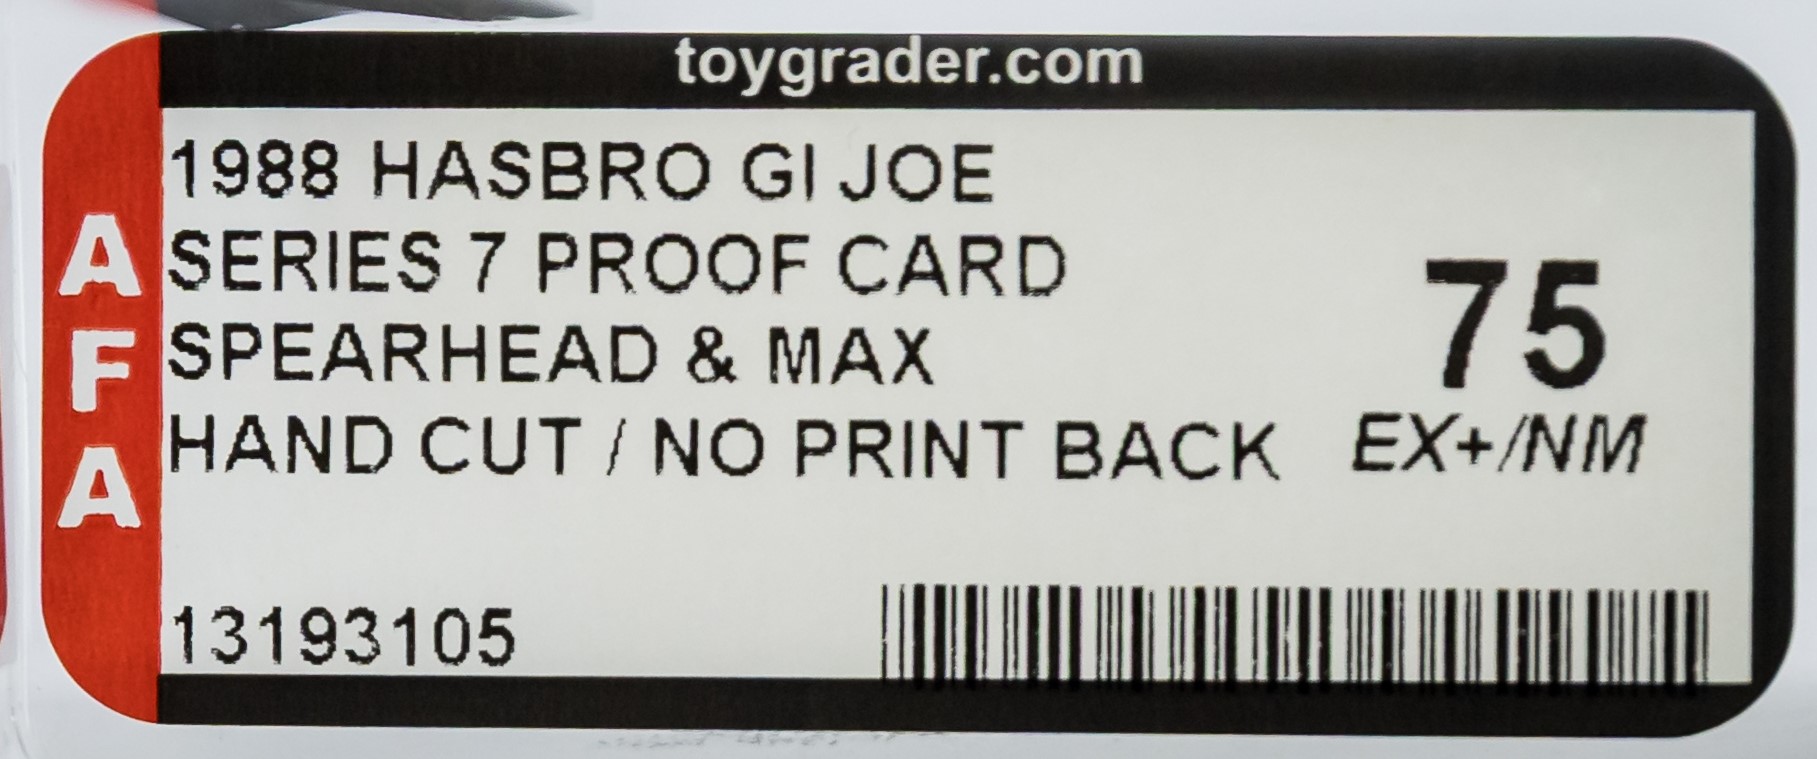 toygrader.com
AFA
1988 HASBRO GI JOE
SERIES 7 PROOF CARD
SPEARHEAD & MAX
HAND CUT / NO PRINT BACK
75
EX+/NM
13193105